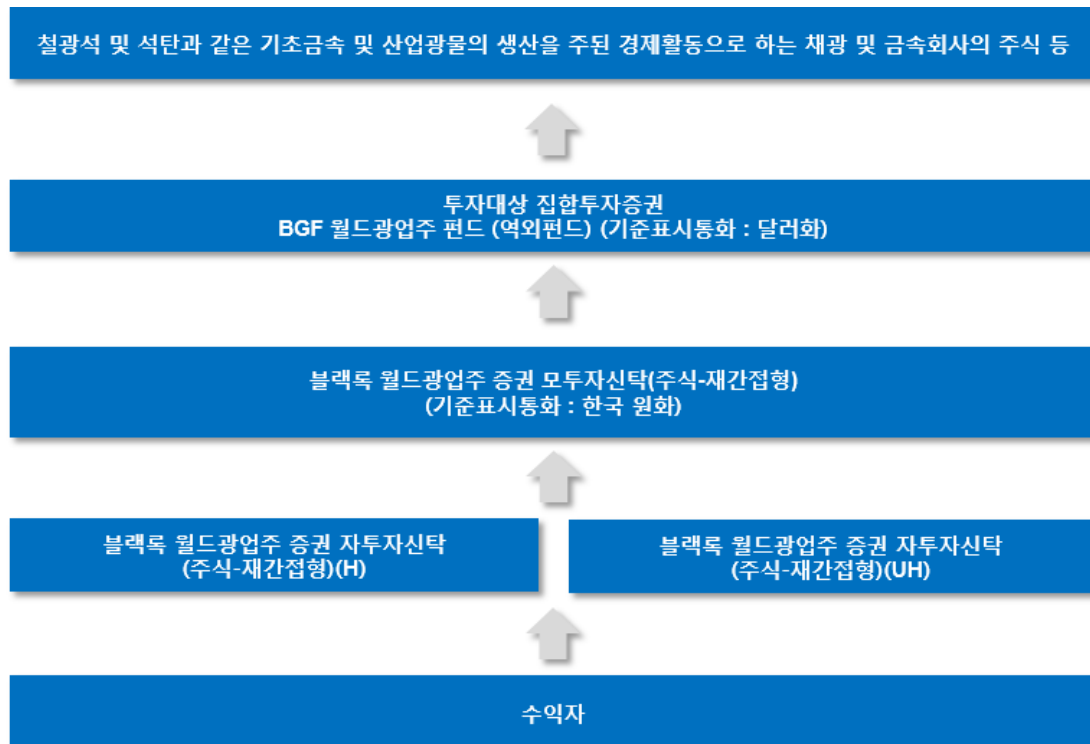 철광석 및 석탄과 같은 기초금속 및 산업광물의 생산을 주된 경제활동으로 하는 채광 및 금속회사의 주식 등
투자대상 집합투자증권
BGF 월드광업주 펀드 (역외펀드) (기준표시통화 : 달러화)
블랙록 월드광업주 증권 모투자신탁(주식-재간접형)
(기준표시통화 : 한국 원화)
블랙록 월드광업주 증권 자투자신탁
(주식-재간접형)(H)
블랙록 월드광업주 증권 자투자신탁
(주식-재간접형)(UH)
수익자